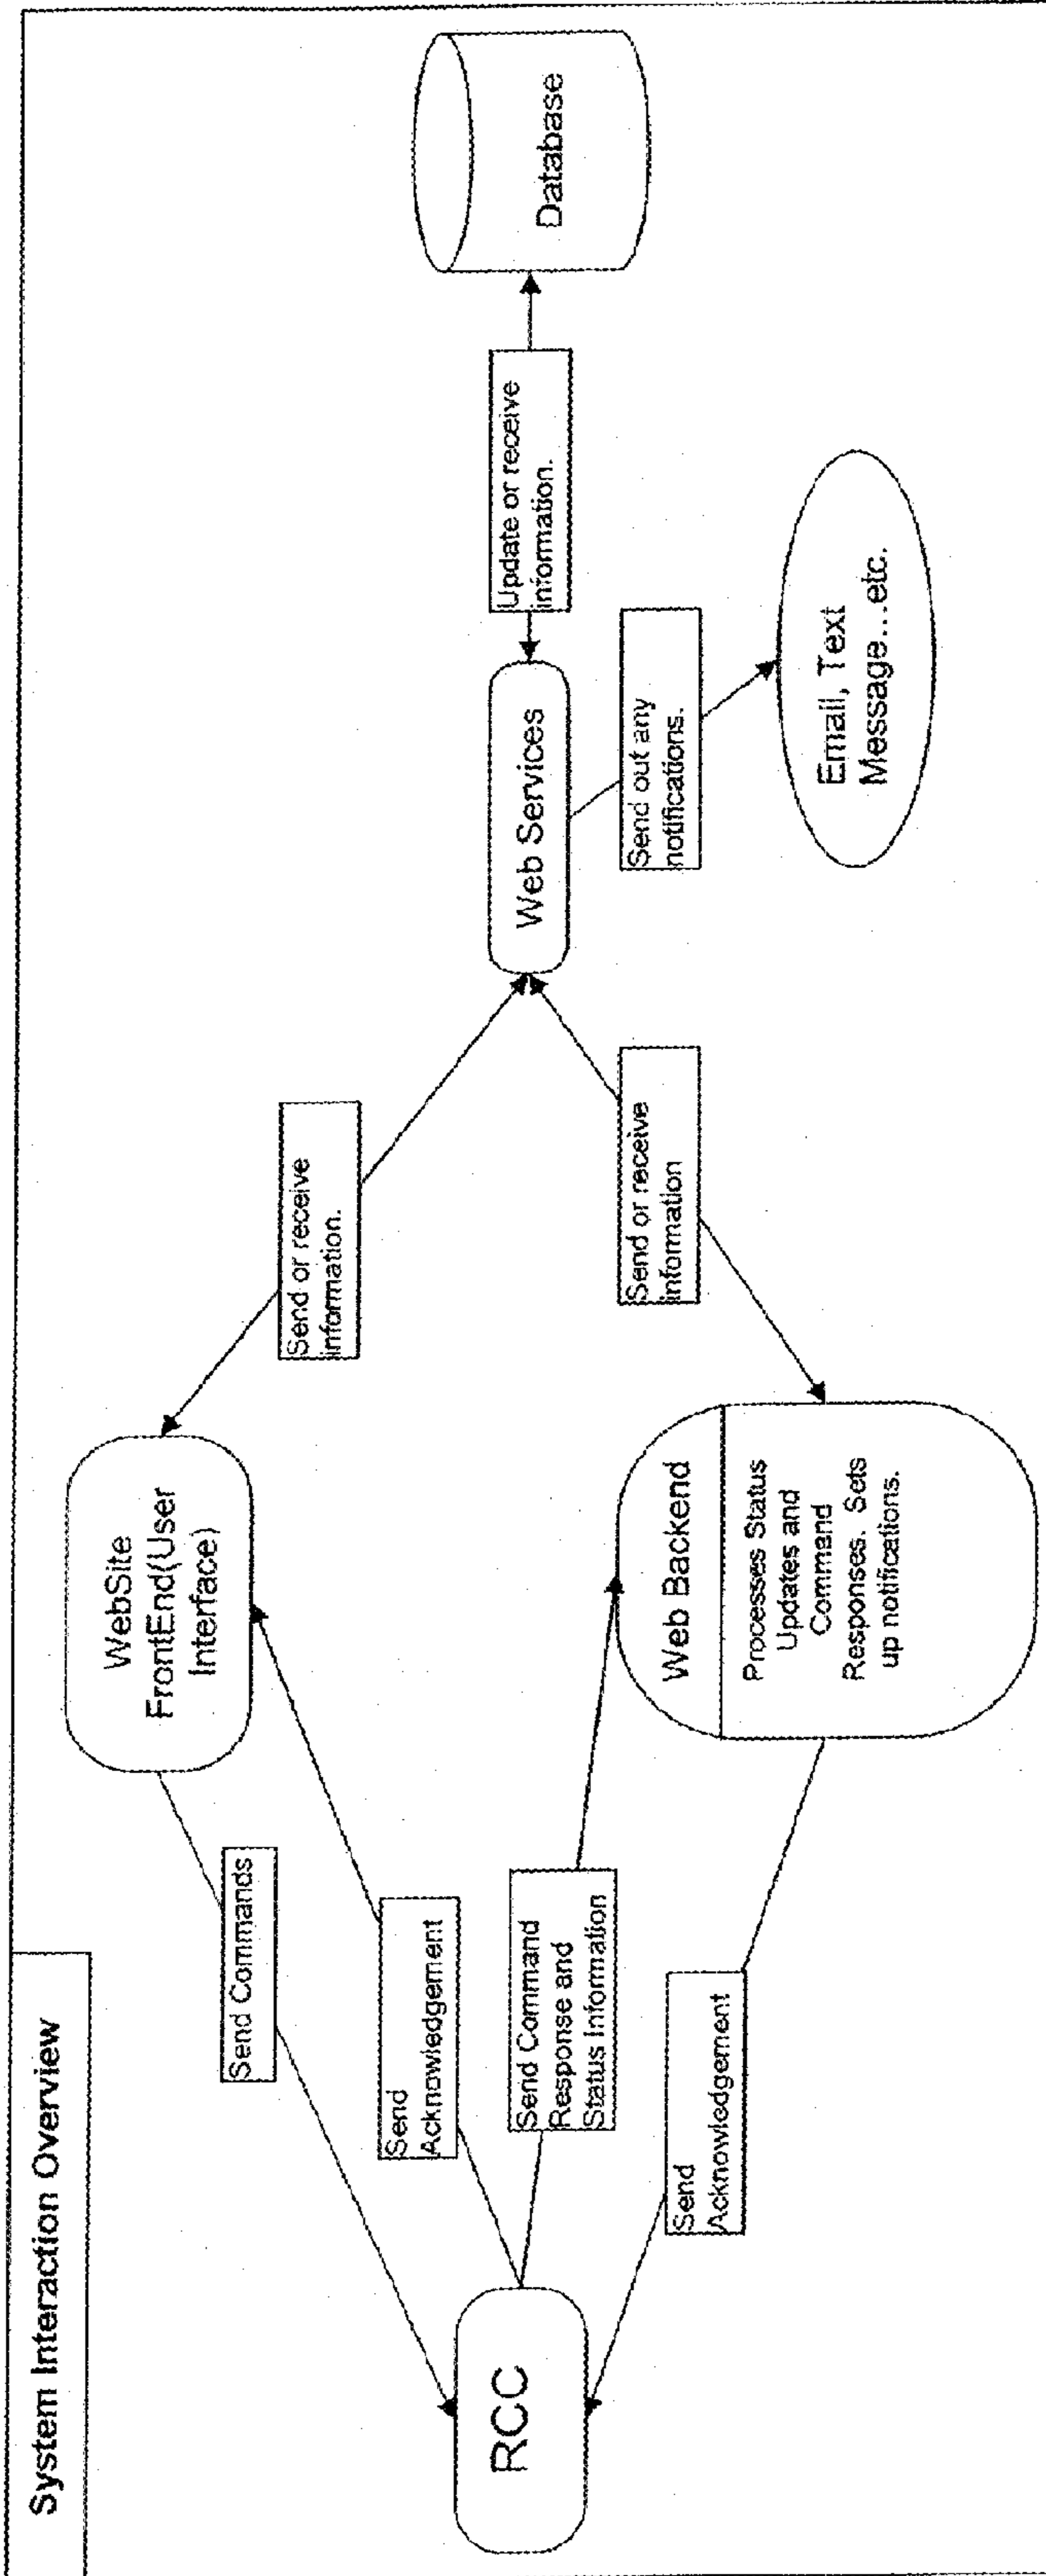 System Interaction Overview
WebSite
FrontEnd(User
Interface)
Send Commands
Send
Acknowledgement
Send or receive
information.
RCC
Send Command
Response and
Status Information
Send
Acknowledgement
Web Backend
Processes Status
Updates and
Command
Responses. Sets
up notifications.
Send or receive
information
Web Services
Update or receive
information.
Database
Send out any
notifications.
Email, Text
Message...etc.